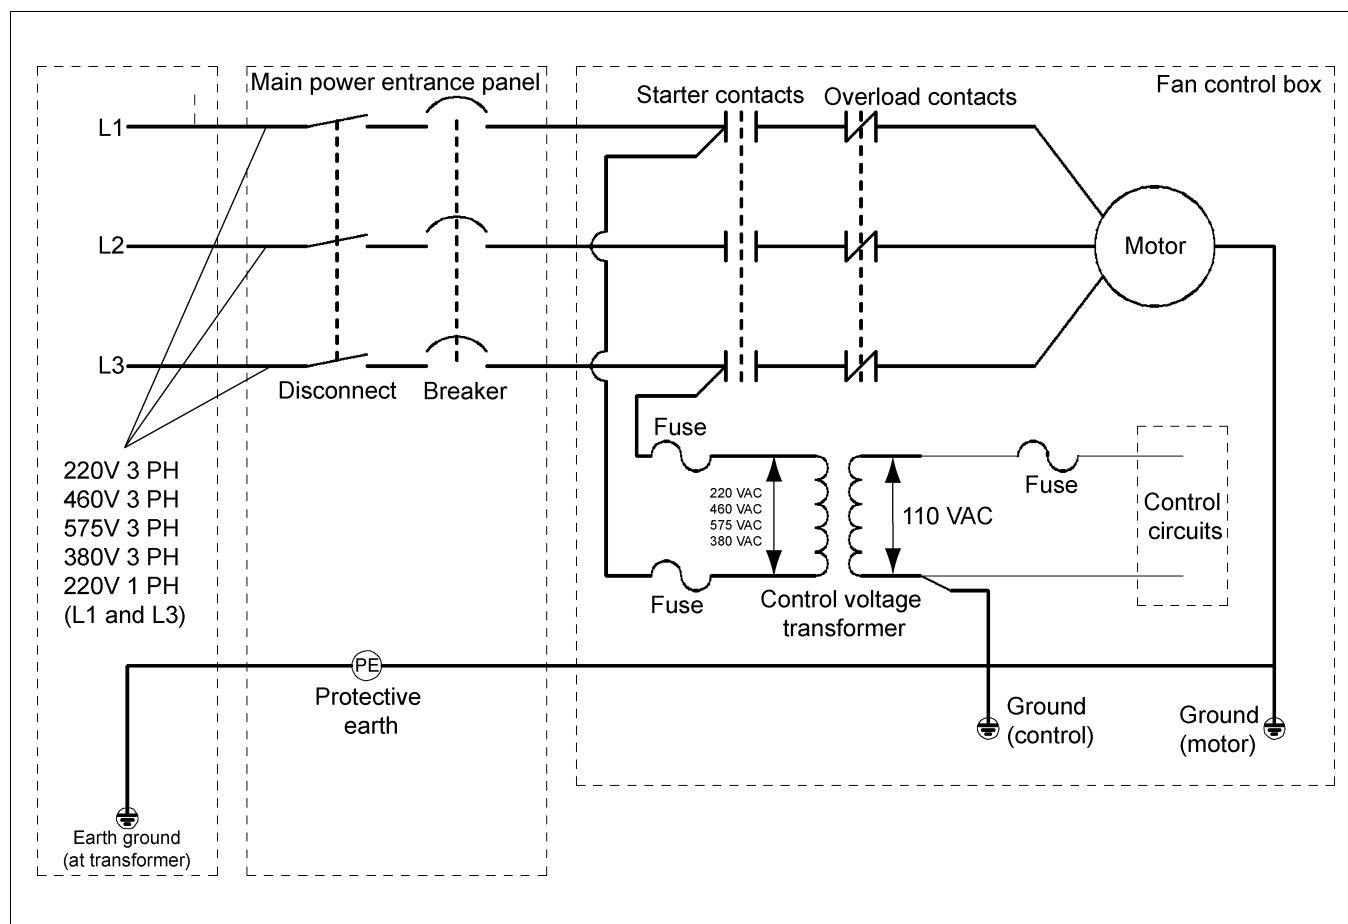 Main power entrance panel
Fan control box
Starter contacts
Overload contacts
L1
L2
Motor
L3
Disconnect
Breaker
Fuse
220V 3 PH
460V 3 PH
575V 3 PH
380V 3 PH
220V 1 PH
(L1 and L3)
220 VAC
460 VAC
575 VAC
380 VAC
110 VAC
Fuse
Control
circuits
Fuse
Control voltage
transformer
PE
Protective
earth
Ground
(control)
Ground
(motor)
Earth ground
(at transformer)